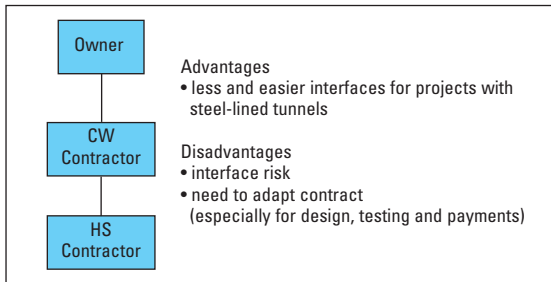 Owner
CW
Contractor
HS
Contractor
Advantages
• less and easier interfaces for projects with
steel-lined tunnels
Disadvantages
• interface risk
• need to adapt contract
(especially for design, testing and payments)